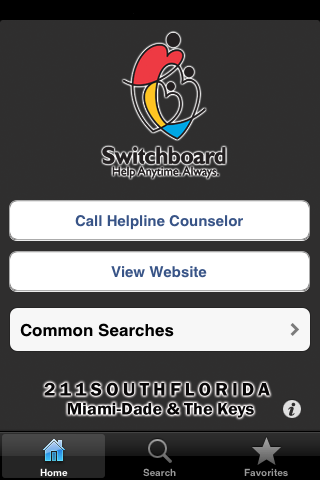 Switchboard
Help Anytime. Always.
Call Helpline Counselor
View Website
Common Searches
211SOUTHFLORIDA
Miami-Dade & The Keys
i
Home
Search
Favorites